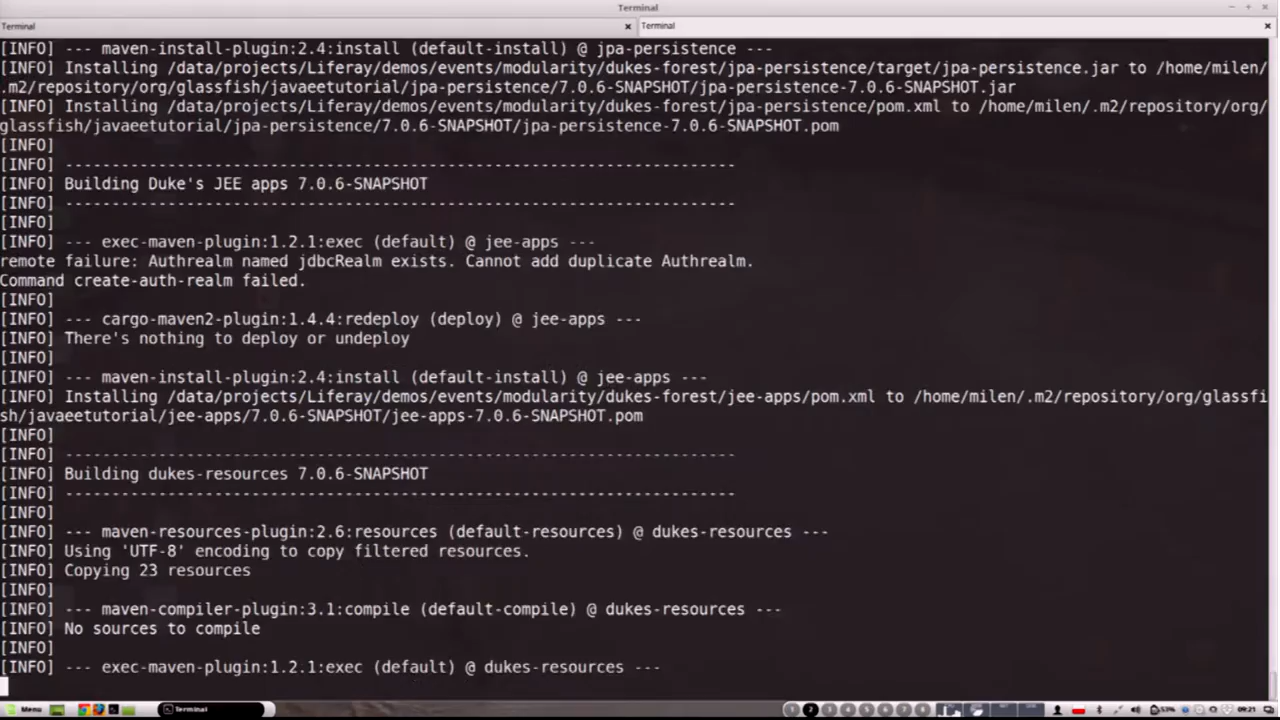 Terminal
Terminal
Terminal
[INFO] --- maven-install-plugin:2.4:install (default-install) @ jpa-persistence ---
[INFO] Installing /data/projects/Liferay/demos/events/modularity/dukes-forest/jpa-persistence/target/jpa-persistence.jar to /home/milen/
.m2/repository/org/glassfish/javaeetutorial/jpa-persistence/7.0.6-SNAPSHOT/jpa-persistence-7.0.6-SNAPSHOT.jar
[INFO] Installing /data/projects/Liferay/demos/events/modularity/dukes-forest/jpa-persistence/pom.xml to /home/milen/.m2/repository/org/
glassfish/javaeetutorial/jpa-persistence/7.0.6-SNAPSHOT/jpa-persistence-7.0.6-SNAPSHOT.pom
[INFO]
[INFO] ------------------------------------------------------------------------
[INFO] Building Duke's JEE apps 7.0.6-SNAPSHOT
[INFO] ------------------------------------------------------------------------
[INFO]
[INFO] --- exec-maven-plugin:1.2.1:exec (default) @ jee-apps ---
remote failure: Authrealm named jdbcRealm exists. Cannot add duplicate Authrealm.
Command create-auth-realm failed.
[INFO]
[INFO] --- cargo-maven2-plugin:1.4.4:redeploy (deploy) @ jee-apps ---
[INFO] There's nothing to deploy or undeploy
[INFO]
[INFO] --- maven-install-plugin:2.4:install (default-install) @ jee-apps ---
[INFO] Installing /data/projects/Liferay/demos/events/modularity/dukes-forest/jee-apps/pom.xml to /home/milen/.m2/repository/org/glassfi
sh/javaeetutorial/jee-apps/7.0.6-SNAPSHOT/jee-apps-7.0.6-SNAPSHOT.pom
[INFO]
[INFO] ------------------------------------------------------------------------
[INFO] Building dukes-resources 7.0.6-SNAPSHOT
[INFO] ------------------------------------------------------------------------
[INFO]
[INFO] --- maven-resources-plugin:2.6:resources (default-resources) @ dukes-resources ---
[INFO] Using 'UTF-8' encoding to copy filtered resources.
[INFO] Copying 23 resources
[INFO]
[INFO] --- maven-compiler-plugin:3.1:compile (default-compile) @ dukes-resources ---
[INFO] No sources to compile
[INFO]
[INFO] --- exec-maven-plugin:1.2.1:exec (default) @ dukes-resources ---
Menu Terminal 1 2 3 4 5 6 7 8 53% 09:21